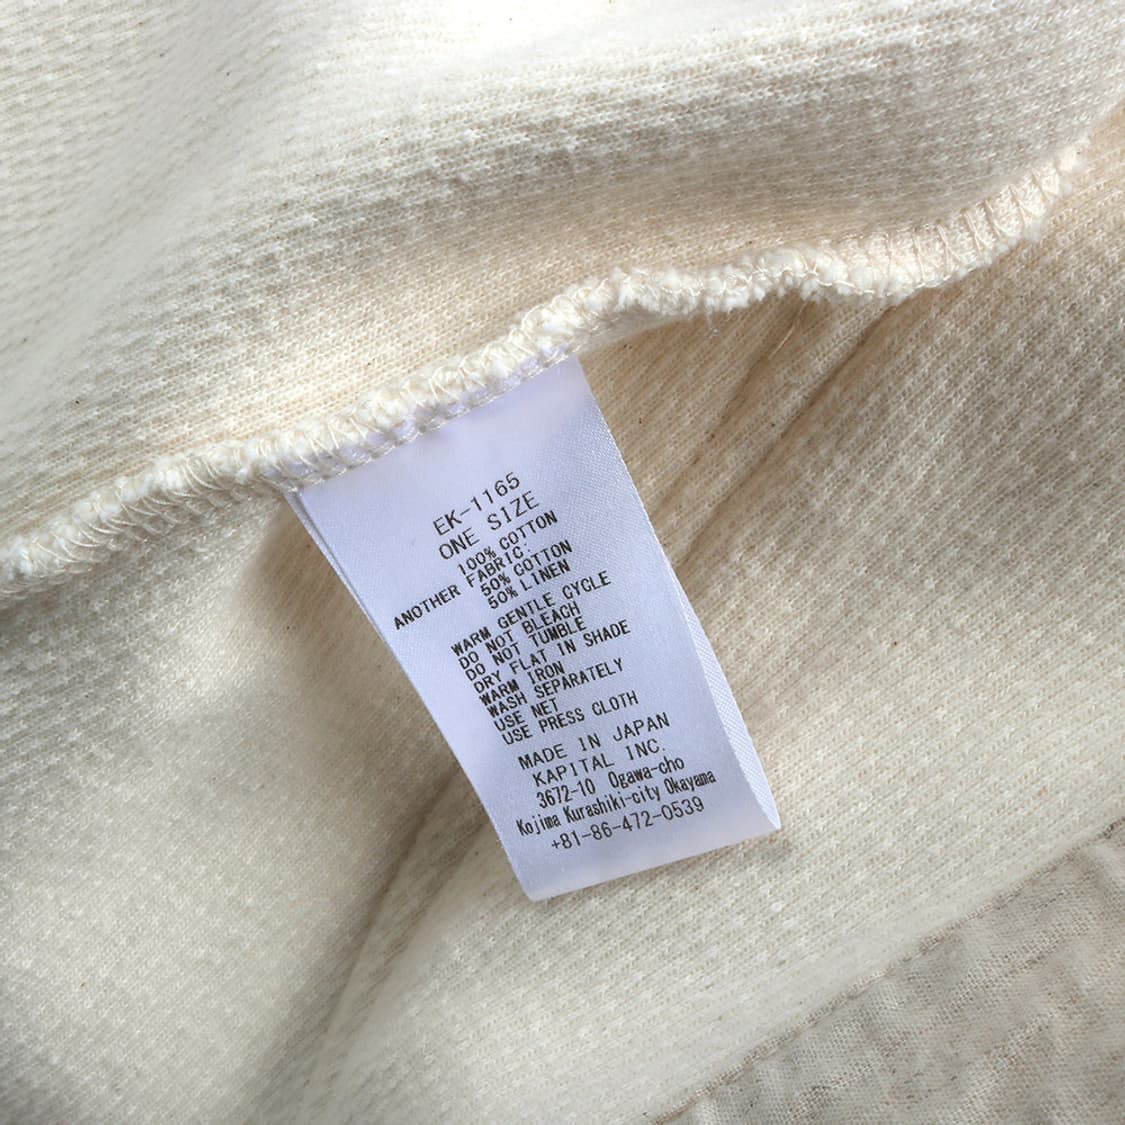 EK-1165
ONE SIZE
100% COTTON
ANOTHER FABRIC:
50% COTTON
50% LINEN
WARM GENTLE CYCLE
DO NOT BLEACH
DO NOT TUMBLE
DRY FLAT IN SHADE
WARM IRON
WASH SEPARATELY
USE NET
USE PRESS CLOTH
MADE IN JAPAN
KAPITAL INC.
3672-10 Ogawa-cho
Kojima Kurashiki-city Okayama
+81-86-472-0539